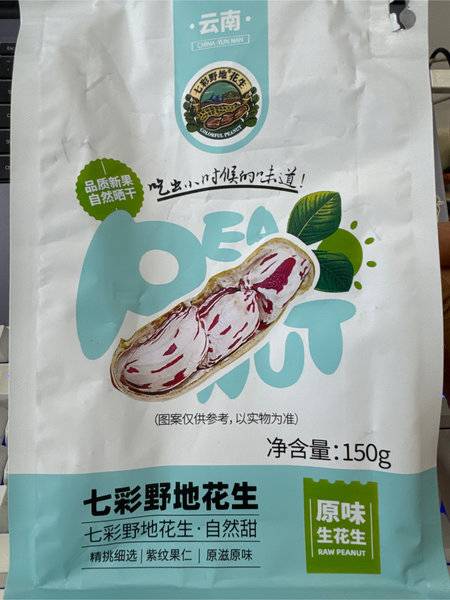 ·云南·
CHINA·YUN NAN
七彩野地花生
COLORFUL PEANUT
品质新果
自然晒干
吃出小时候的味道!
PEA
NUT
(图案仅供参考，以实物为准)
净含量:150g
七彩野地花生
七彩野地花生·自然甜
精挑细选 | 紫纹果仁 | 原滋原味
原味
生花生
RAW PEANUT